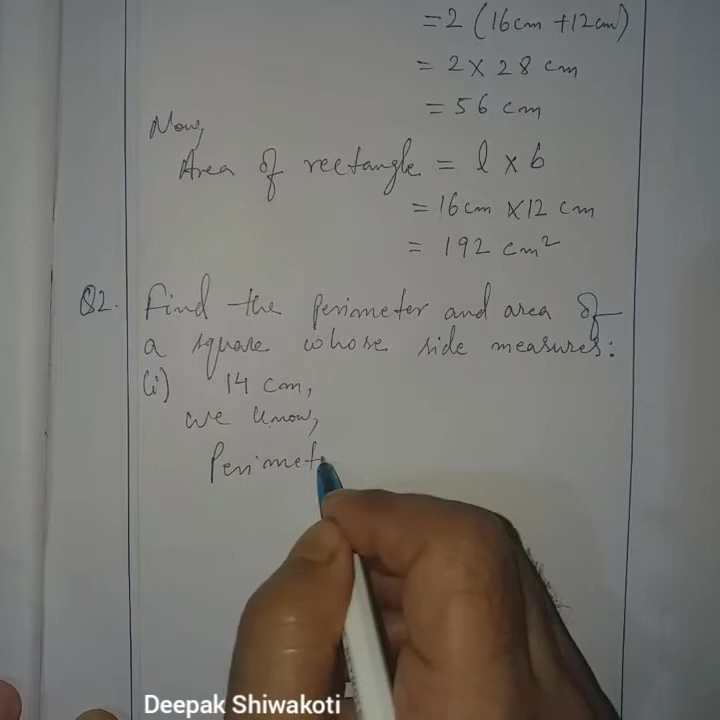 = 2 (16cm + 12cm)
= 2 × 28 cm
= 56 cm
Now,
Area of rectangle = l × b
= 16cm × 12 cm
= 192 cm²
Q2. Find the perimeter and area of
a square whose side measures:
(i) 14 cm,
we know,
Perimet
Deepak Shiwakoti